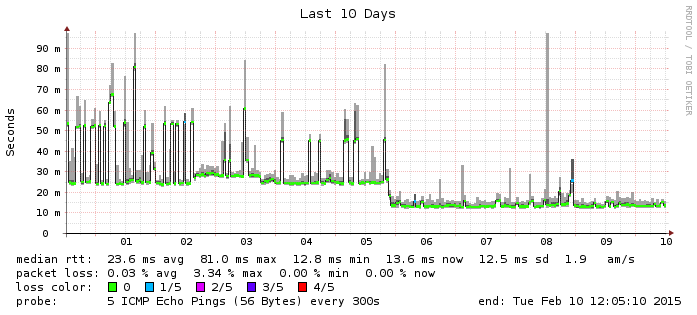 Last 10 Days
RRDTOOL / TOBI OETIKER
Seconds
90 m
80 m
70 m
60 m
50 m
40 m
30 m
20 m
10 m
0
01 02 03 04 05 06 07 08 09 10
median rtt: 23.6 ms avg 81.0 ms max 12.8 ms min 13.6 ms now 12.5 ms sd 1.9 am/s
packet loss: 0.03 % avg 3.34 % max 0.00 % min 0.00 % now
loss color: 0 1/5 2/5 3/5 4/5
probe: 5 ICMP Echo Pings (56 Bytes) every 300s end: Tue Feb 10 12:05:10 2015